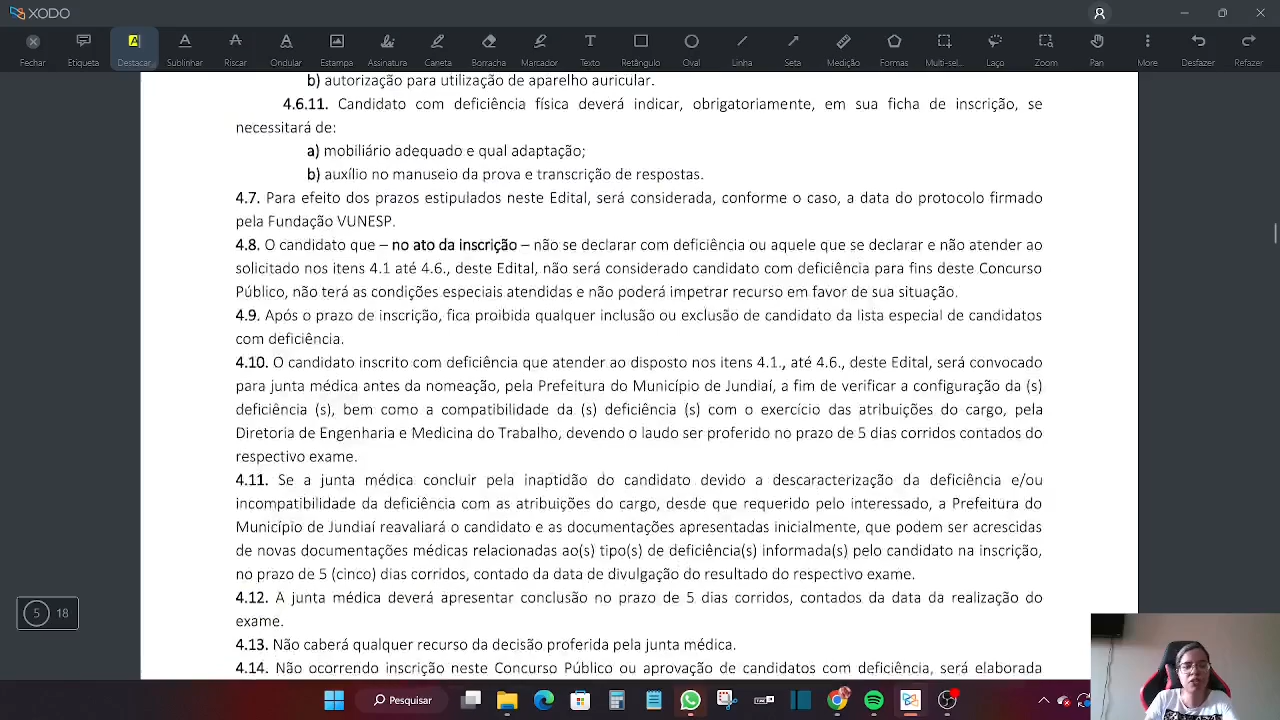 XODO
Fechar Etiqueta Destacar Sublinhar Riscar Ondular Estampa Assinatura Caneta Borracha Marcador Texto Retângulo Oval Linha Seta Medição Formas Multi-sel... Laço Zoom Pan More Desfazer Refazer
b) autorização para utilização de aparelho auricular.
4.6.11. Candidato com deficiência física deverá indicar, obrigatoriamente, em sua ficha de inscrição, se
necessitará de:
a) mobiliário adequado e qual adaptação;
b) auxílio no manuseio da prova e transcrição de respostas.
4.7. Para efeito dos prazos estipulados neste Edital, será considerada, conforme o caso, a data do protocolo firmado
pela Fundação VUNESP.
4.8. O candidato que – no ato da inscrição – não se declarar com deficiência ou aquele que se declarar e não atender ao
solicitado nos itens 4.1 até 4.6., deste Edital, não será considerado candidato com deficiência para fins deste Concurso
Público, não terá as condições especiais atendidas e não poderá impetrar recurso em favor de sua situação.
4.9. Após o prazo de inscrição, fica proibida qualquer inclusão ou exclusão de candidato da lista especial de candidatos
com deficiência.
4.10. O candidato inscrito com deficiência que atender ao disposto nos itens 4.1., até 4.6., deste Edital, será convocado
para junta médica antes da nomeação, pela Prefeitura do Município de Jundiaí, a fim de verificar a configuração da (s)
deficiência (s), bem como a compatibilidade da (s) deficiência (s) com o exercício das atribuições do cargo, pela
Diretoria de Engenharia e Medicina do Trabalho, devendo o laudo ser proferido no prazo de 5 dias corridos contados do
respectivo exame.
4.11. Se a junta médica concluir pela inaptidão do candidato devido a descaracterização da deficiência e/ou
incompatibilidade da deficiência com as atribuições do cargo, desde que requerido pelo interessado, a Prefeitura do
Município de Jundiaí reavaliará o candidato e as documentações apresentadas inicialmente, que podem ser acrescidas
de novas documentações médicas relacionadas ao(s) tipo(s) de deficiência(s) informada(s) pelo candidato na inscrição,
no prazo de 5 (cinco) dias corridos, contado da data de divulgação do resultado do respectivo exame.
4.12. A junta médica deverá apresentar conclusão no prazo de 5 dias corridos, contados da data da realização do
exame.
4.13. Não caberá qualquer recurso da decisão proferida pela junta médica.
4.14. Não ocorrendo inscrição neste Concurso Público ou aprovação de candidatos com deficiência, será elaborada
5 18
Pesquisar